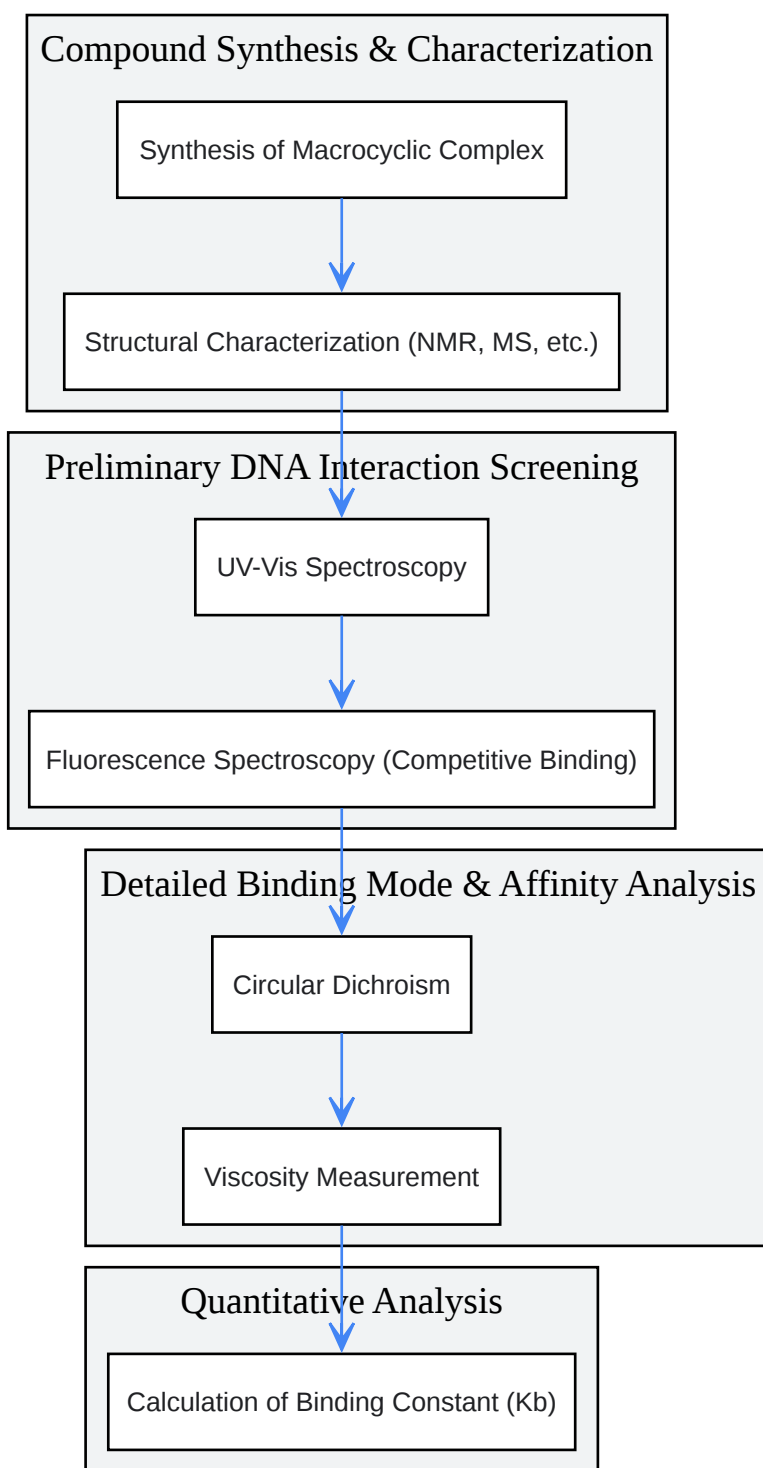 Compound Synthesis & Characterization
Synthesis of Macrocyclic Complex
Structural Characterization (NMR, MS, etc.)
Preliminary DNA Interaction Screening
UV-Vis Spectroscopy
Fluorescence Spectroscopy (Competitive Binding)
Detailed Binding Mode & Affinity Analysis
Circular Dichroism
Viscosity Measurement
Quantitative Analysis
Calculation of Binding Constant (Kb)